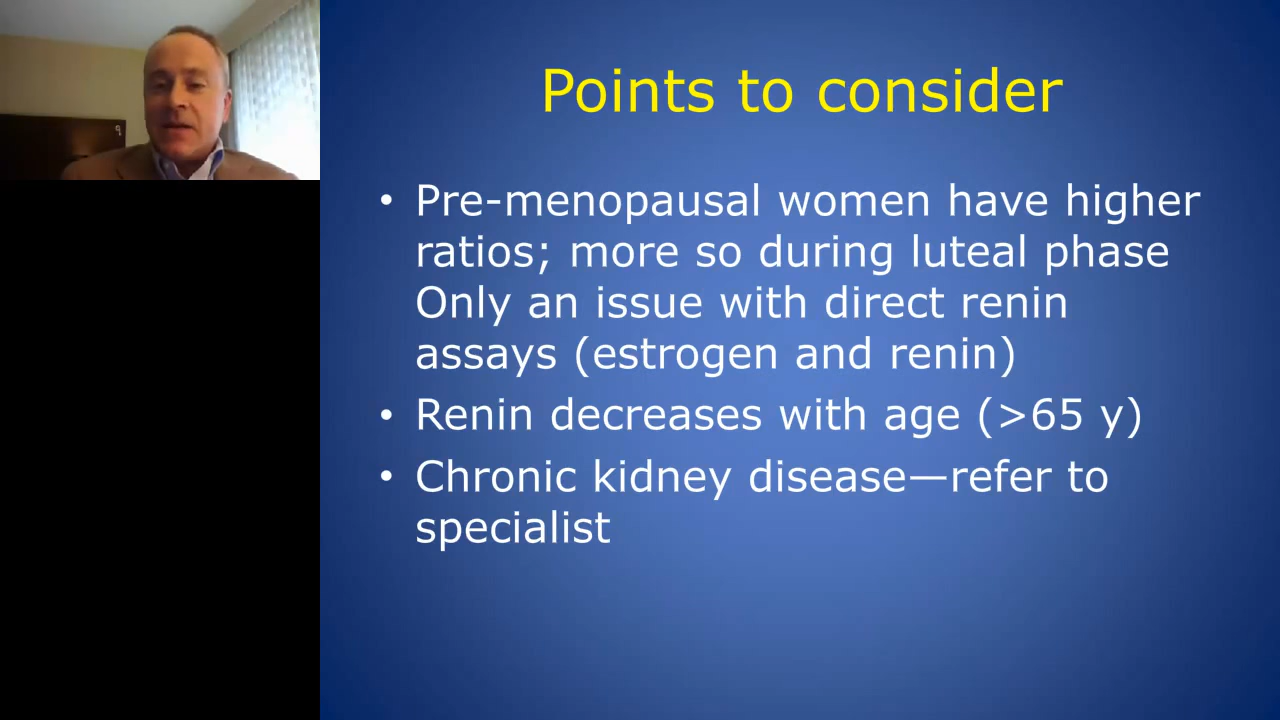 Points to consider
• Pre-menopausal women have higher
ratios; more so during luteal phase
Only an issue with direct renin
assays (estrogen and renin)
• Renin decreases with age (>65 y)
• Chronic kidney disease—refer to
specialist